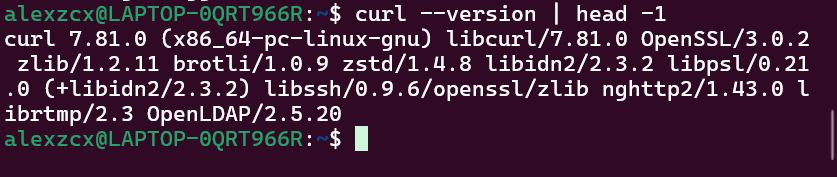 alexzcx@LAPTOP-0QRT966R:~$ curl --version | head -1
curl 7.81.0 (x86_64-pc-linux-gnu) libcurl/7.81.0 OpenSSL/3.0.2
 zlib/1.2.11 brotli/1.0.9 zstd/1.4.8 libidn2/2.3.2 libpsl/0.21
.0 (+libidn2/2.3.2) libssh/0.9.6/openssl/zlib nghttp2/1.43.0 l
ibrtmp/2.3 OpenLDAP/2.5.20
alexzcx@LAPTOP-0QRT966R:~$